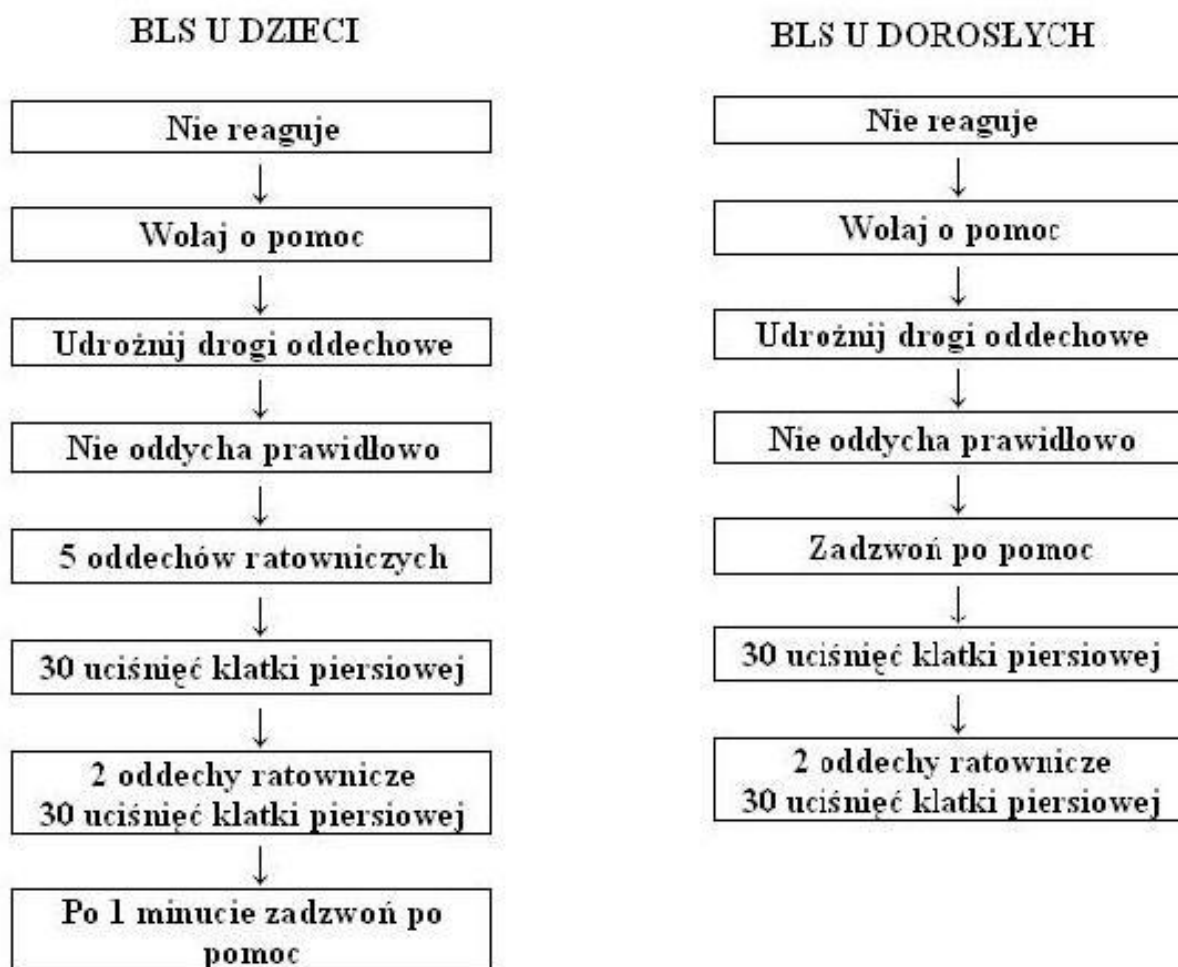 BLS U DZIECI
Nie reaguje
Wołaj o pomoc
Udrożnij drogi oddechowe
Nie oddycha prawidłowo
5 oddechów ratowniczych
30 uciśnięć klatki piersiowej
2 oddechy ratownicze
30 uciśnięć klatki piersiowej
Po 1 minucie zadzwoń po
pomoc
BLS U DOROSŁYCH
Nie reaguje
Wołaj o pomoc
Udrożnij drogi oddechowe
Nie oddycha prawidłowo
Zadzwoń po pomoc
30 uciśnięć klatki piersiowej
2 oddechy ratownicze
30 uciśnięć klatki piersiowej